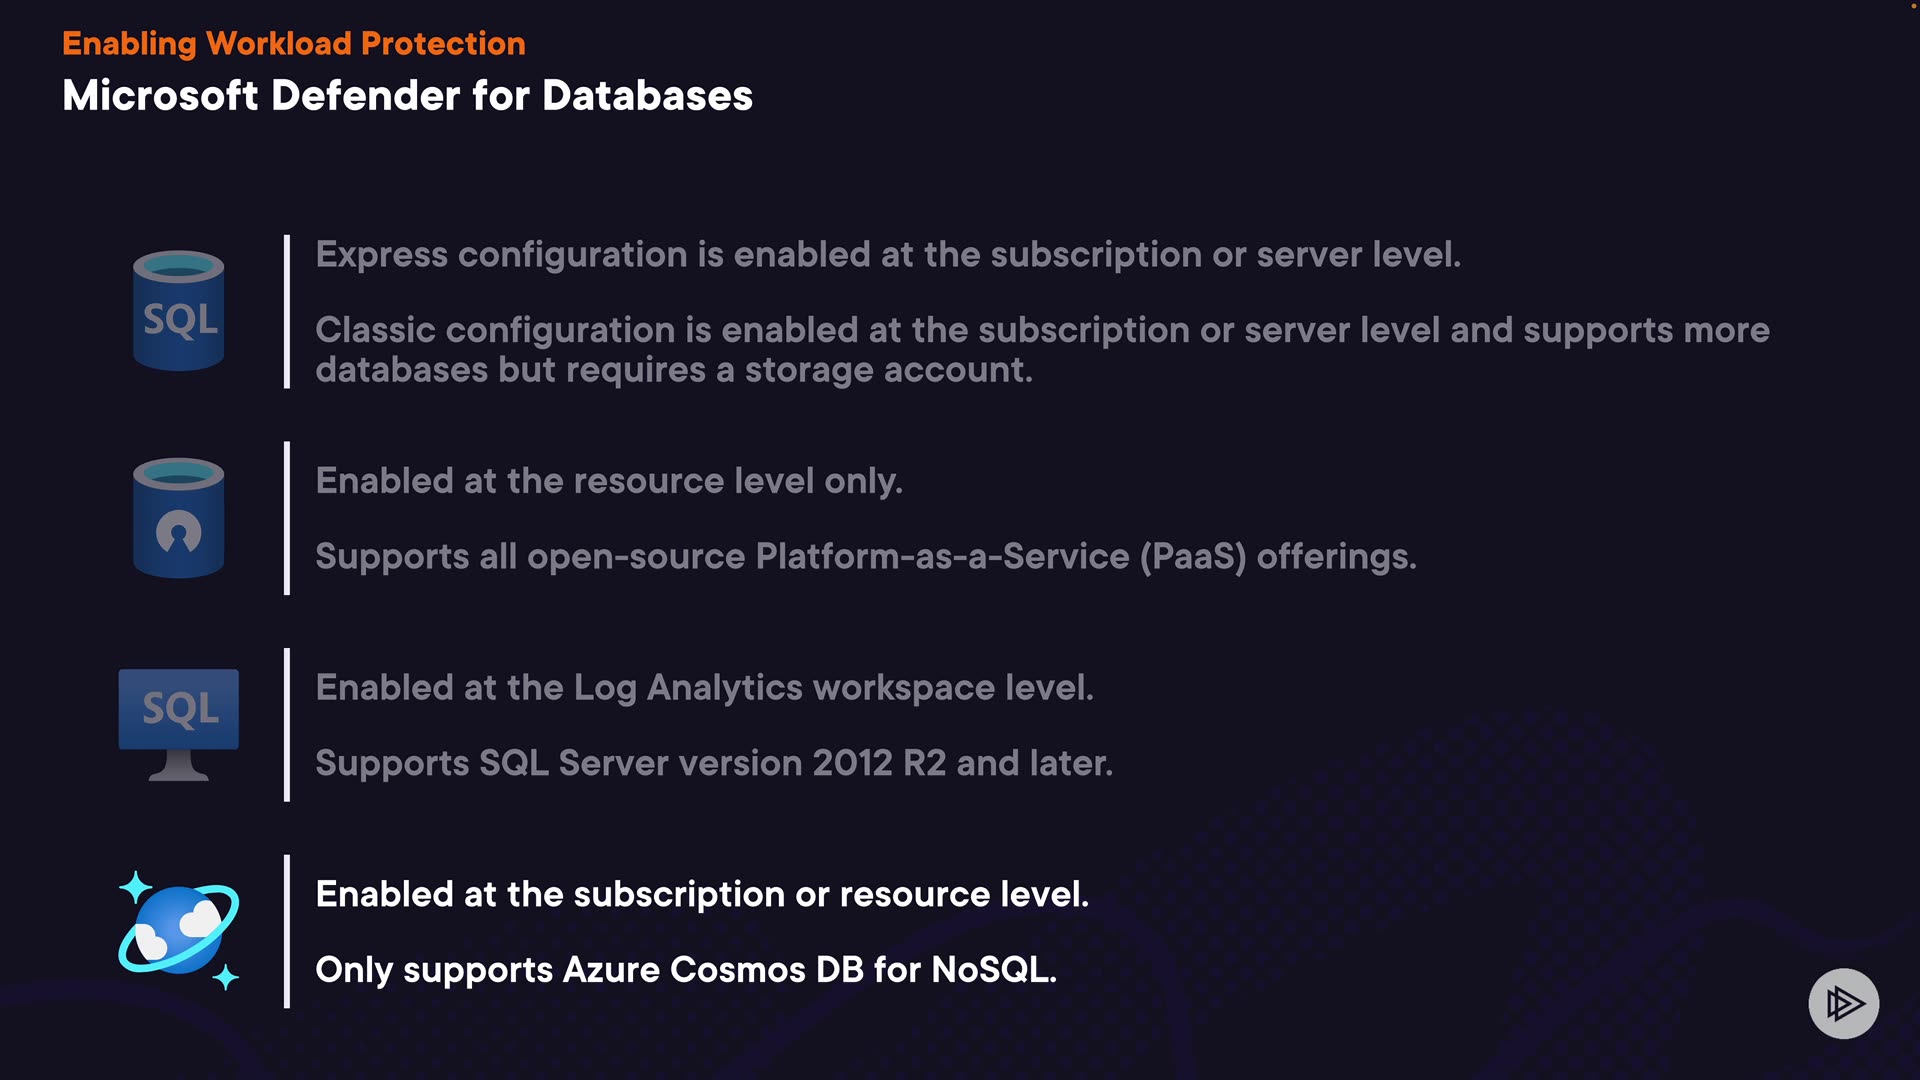 Enabling Workload Protection
Microsoft Defender for Databases
SQL
Express configuration is enabled at the subscription or server level.
Classic configuration is enabled at the subscription or server level and supports more
databases but requires a storage account.
Enabled at the resource level only.
Supports all open-source Platform-as-a-Service (PaaS) offerings.
SQL
Enabled at the Log Analytics workspace level.
Supports SQL Server version 2012 R2 and later.
Enabled at the subscription or resource level.
Only supports Azure Cosmos DB for NoSQL.